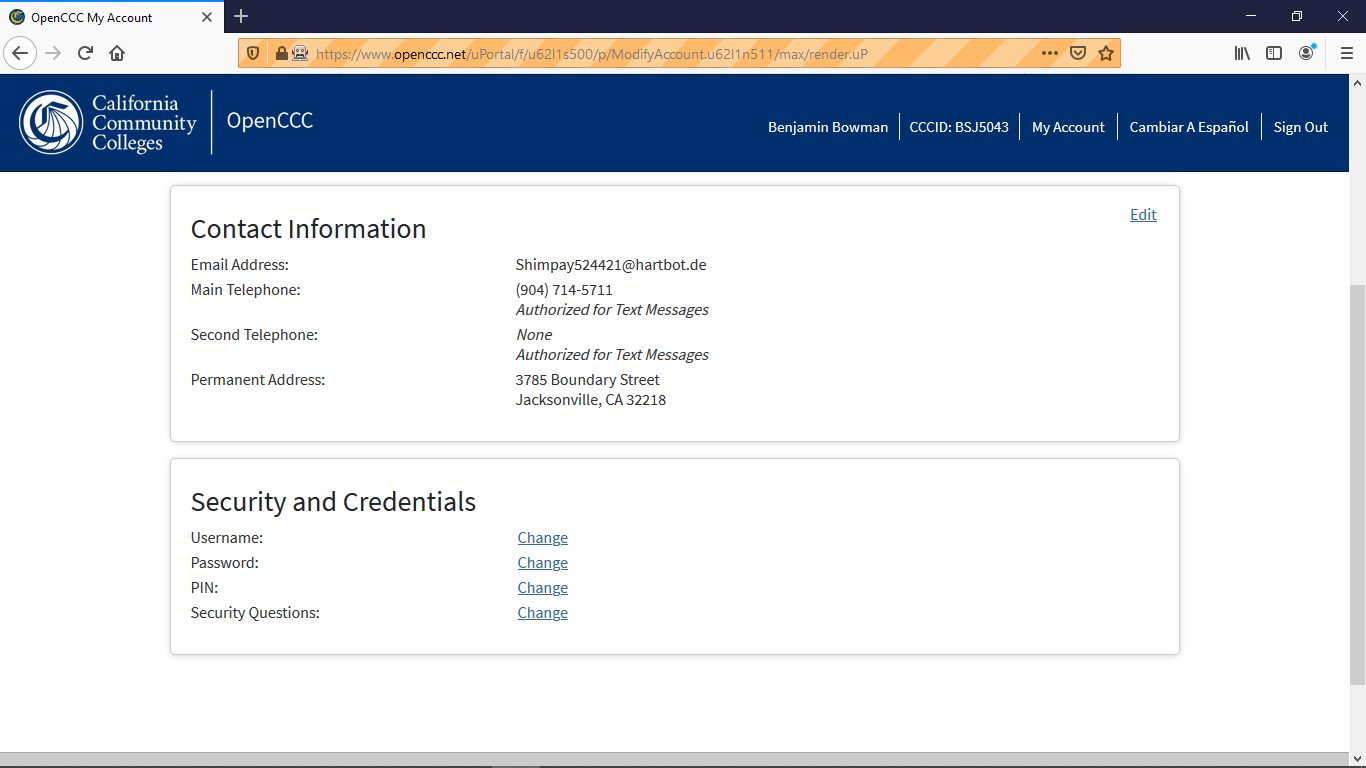 OpenCCC My Account
https://www.openccc.net/uPortal/f/u62l1s500/p/ModifyAccount.u62l1n511/max/render.uP
California
Community
Colleges
OpenCCC
Benjamin Bowman
CCCID: BSJ5043
My Account
Cambiar A Español
Sign Out
Contact Information
Edit
Email Address: Shimpay524421@hartbot.de
Main Telephone: (904) 714-5711
Authorized for Text Messages
Second Telephone: None
Authorized for Text Messages
Permanent Address: 3785 Boundary Street
Jacksonville, CA 32218
Security and Credentials
Username: Change
Password: Change
PIN: Change
Security Questions: Change